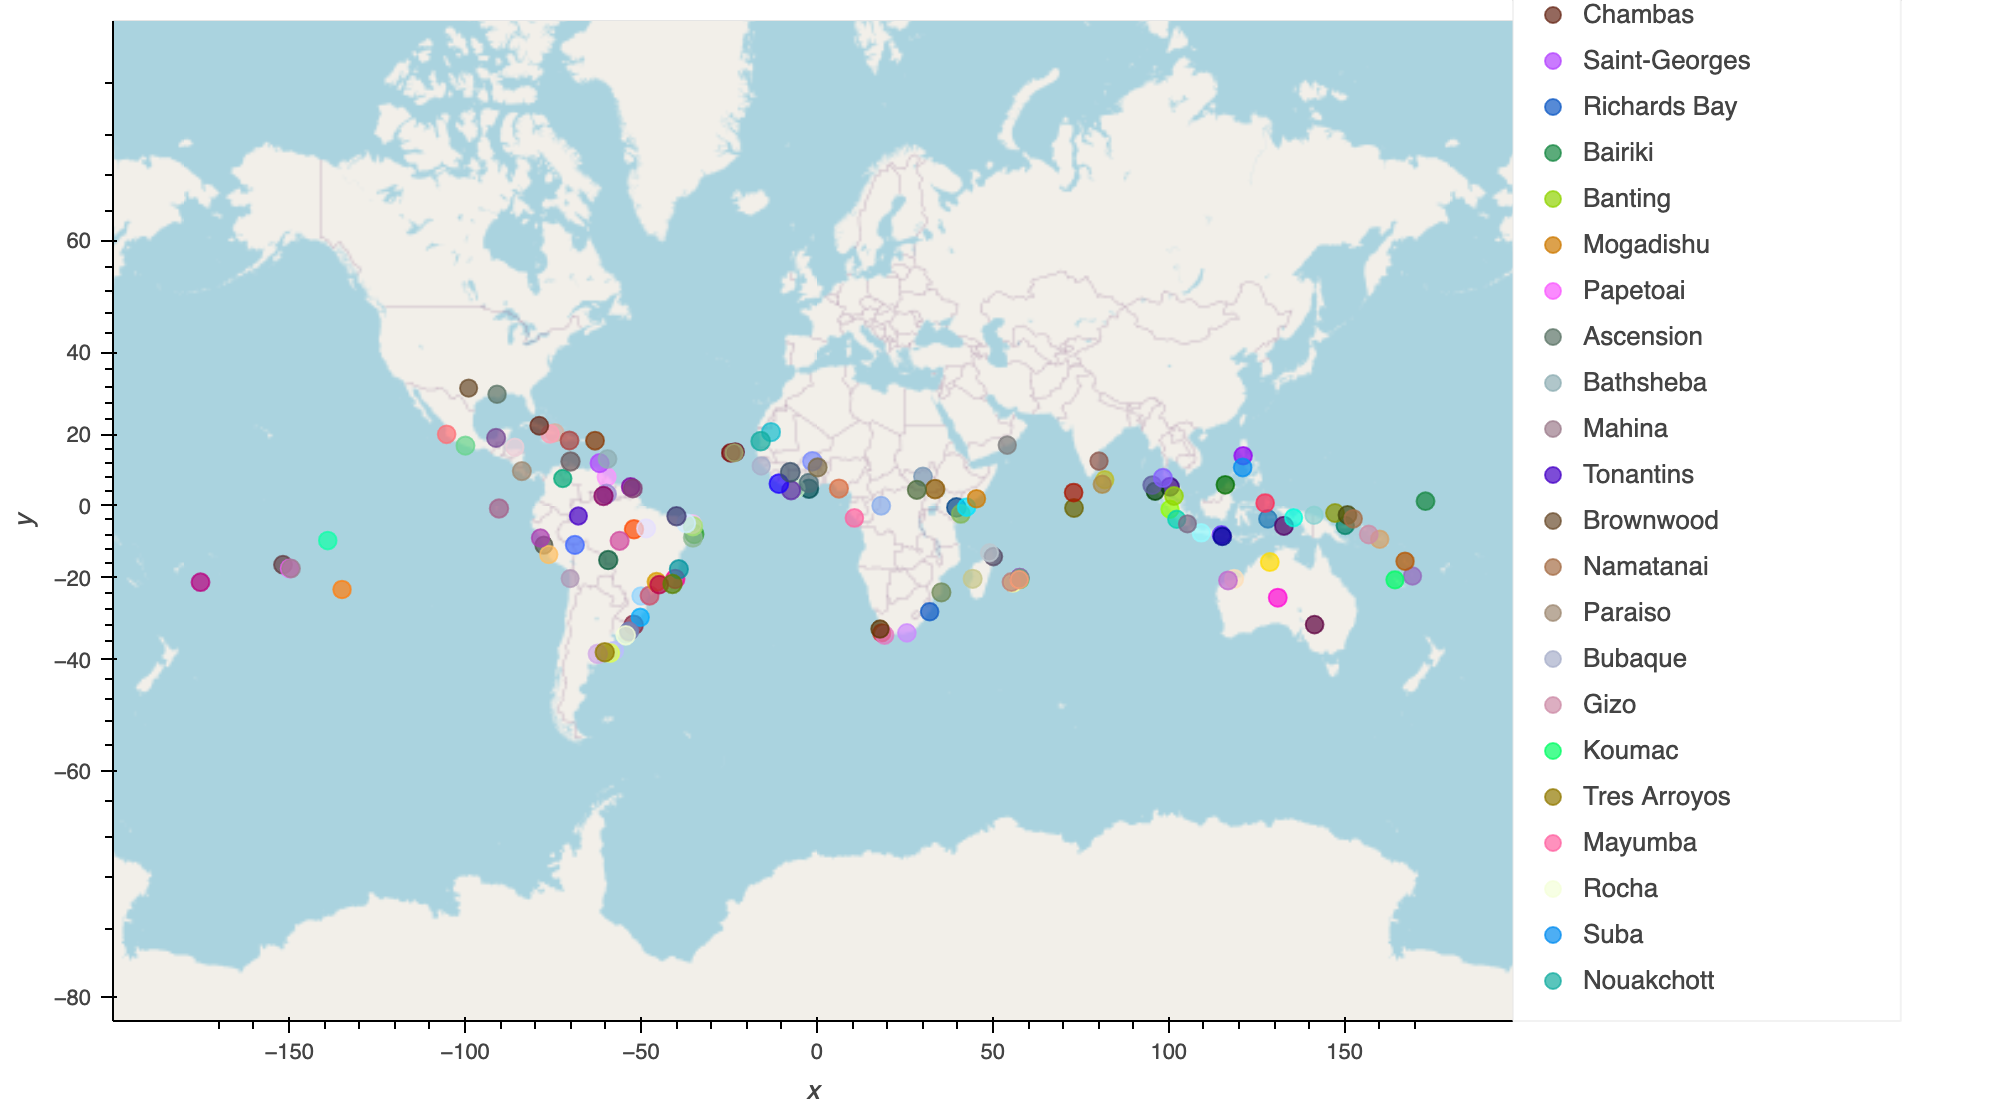 60
40
20
0
−20
−40
−60
−80
y
−150
−100
−50
0
50
100
150
x
Chambas
Saint-Georges
Richards Bay
Bairiki
Banting
Mogadishu
Papetoai
Ascension
Bathsheba
Mahina
Tonantins
Brownwood
Namatanai
Paraiso
Bubaque
Gizo
Koumac
Tres Arroyos
Mayumba
Rocha
Suba
Nouakchott